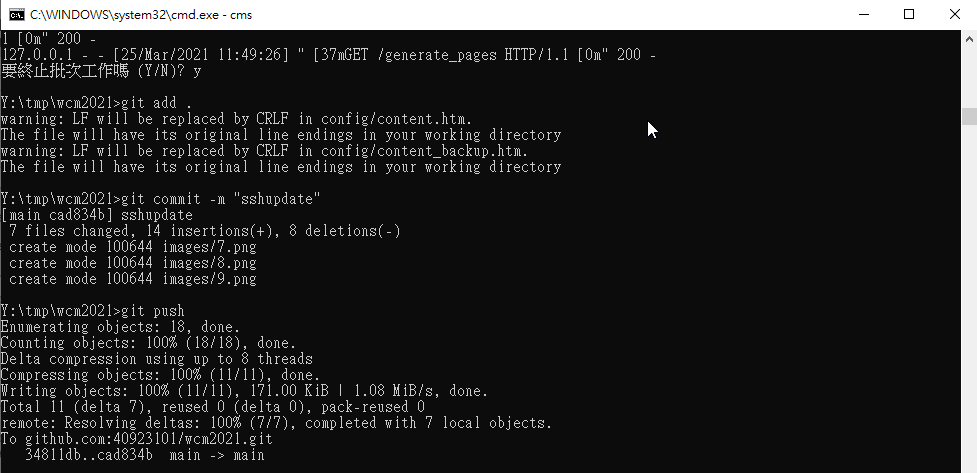 C:\WINDOWS\system32\cmd.exe - cms
1 [0m" 200 -
127.0.0.1 - - [25/Mar/2021 11:49:26] " [37mGET /generate_pages HTTP/1.1 [0m" 200 -
要終止批次工作嗎 (Y/N)? y
Y:\tmp\wcm2021>git add .
warning: LF will be replaced by CRLF in config/content.htm.
The file will have its original line endings in your working directory
warning: LF will be replaced by CRLF in config/content_backup.htm.
The file will have its original line endings in your working directory
Y:\tmp\wcm2021>git commit -m "sshupdate"
[main cad834b] sshupdate
7 files changed, 14 insertions(+), 8 deletions(-)
create mode 100644 images/7.png
create mode 100644 images/8.png
create mode 100644 images/9.png
Y:\tmp\wcm2021>git push
Enumerating objects: 18, done.
Counting objects: 100% (18/18), done.
Delta compression using up to 8 threads
Compressing objects: 100% (11/11), done.
Writing objects: 100% (11/11), 171.00 KiB | 1.08 MiB/s, done.
Total 11 (delta 7), reused 0 (delta 0), pack-reused 0
remote: Resolving deltas: 100% (7/7), completed with 7 local objects.
To github.com:40923101/wcm2021.git
34811db..cad834b  main -> main